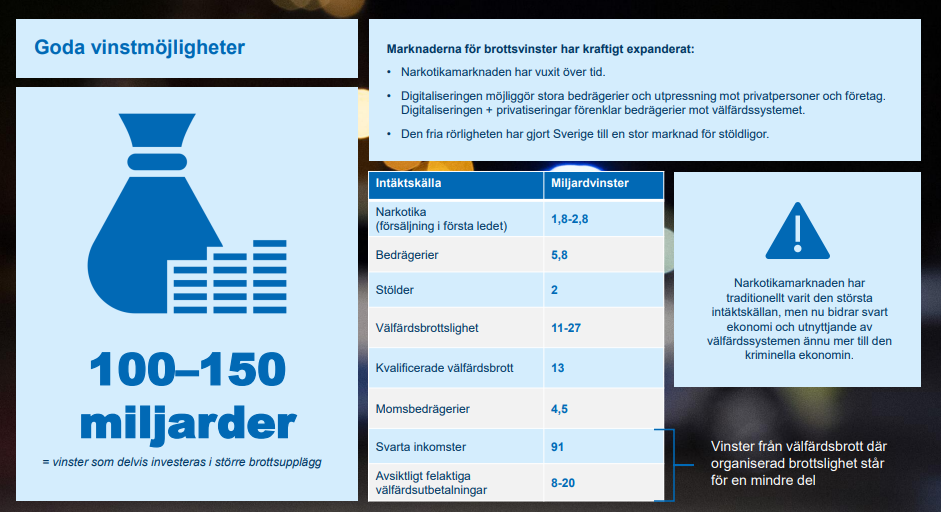 Goda vinstmöjligheter
100–150
miljarder
= vinster som delvis investeras i större brottsupplägg
Marknaderna för brottsvinster har kraftigt expanderat:
• Narkotikamarknaden har vuxit över tid.
• Digitaliseringen möjliggör stora bedrägerier och utpressning mot privatpersoner och företag.
Digitaliseringen + privatiseringar förenklar bedrägerier mot välfärdssystemet.
• Den fria rörligheten har gjort Sverige till en stor marknad för stöldligor.
Intäktskälla Miljardvinster
Narkotika
(försäljning i första ledet) 1,8-2,8
Bedrägerier 5,8
Stölder 2
Välfärdsbrottslighet 11-27
Kvalificerade välfärdsbrott 13
Momsbedrägerier 4,5
Svarta inkomster 91
Avsiktligt felaktiga
välfärdsutbetalningar 8-20
Narkotikamarknaden har
traditionellt varit den största
intäktskällan, men nu bidrar svart
ekonomi och utnyttjande av
välfärdssystemen ännu mer till den
kriminella ekonomin.
Vinster från välfärdsbrott där
organiserad brottslighet står
för en mindre del